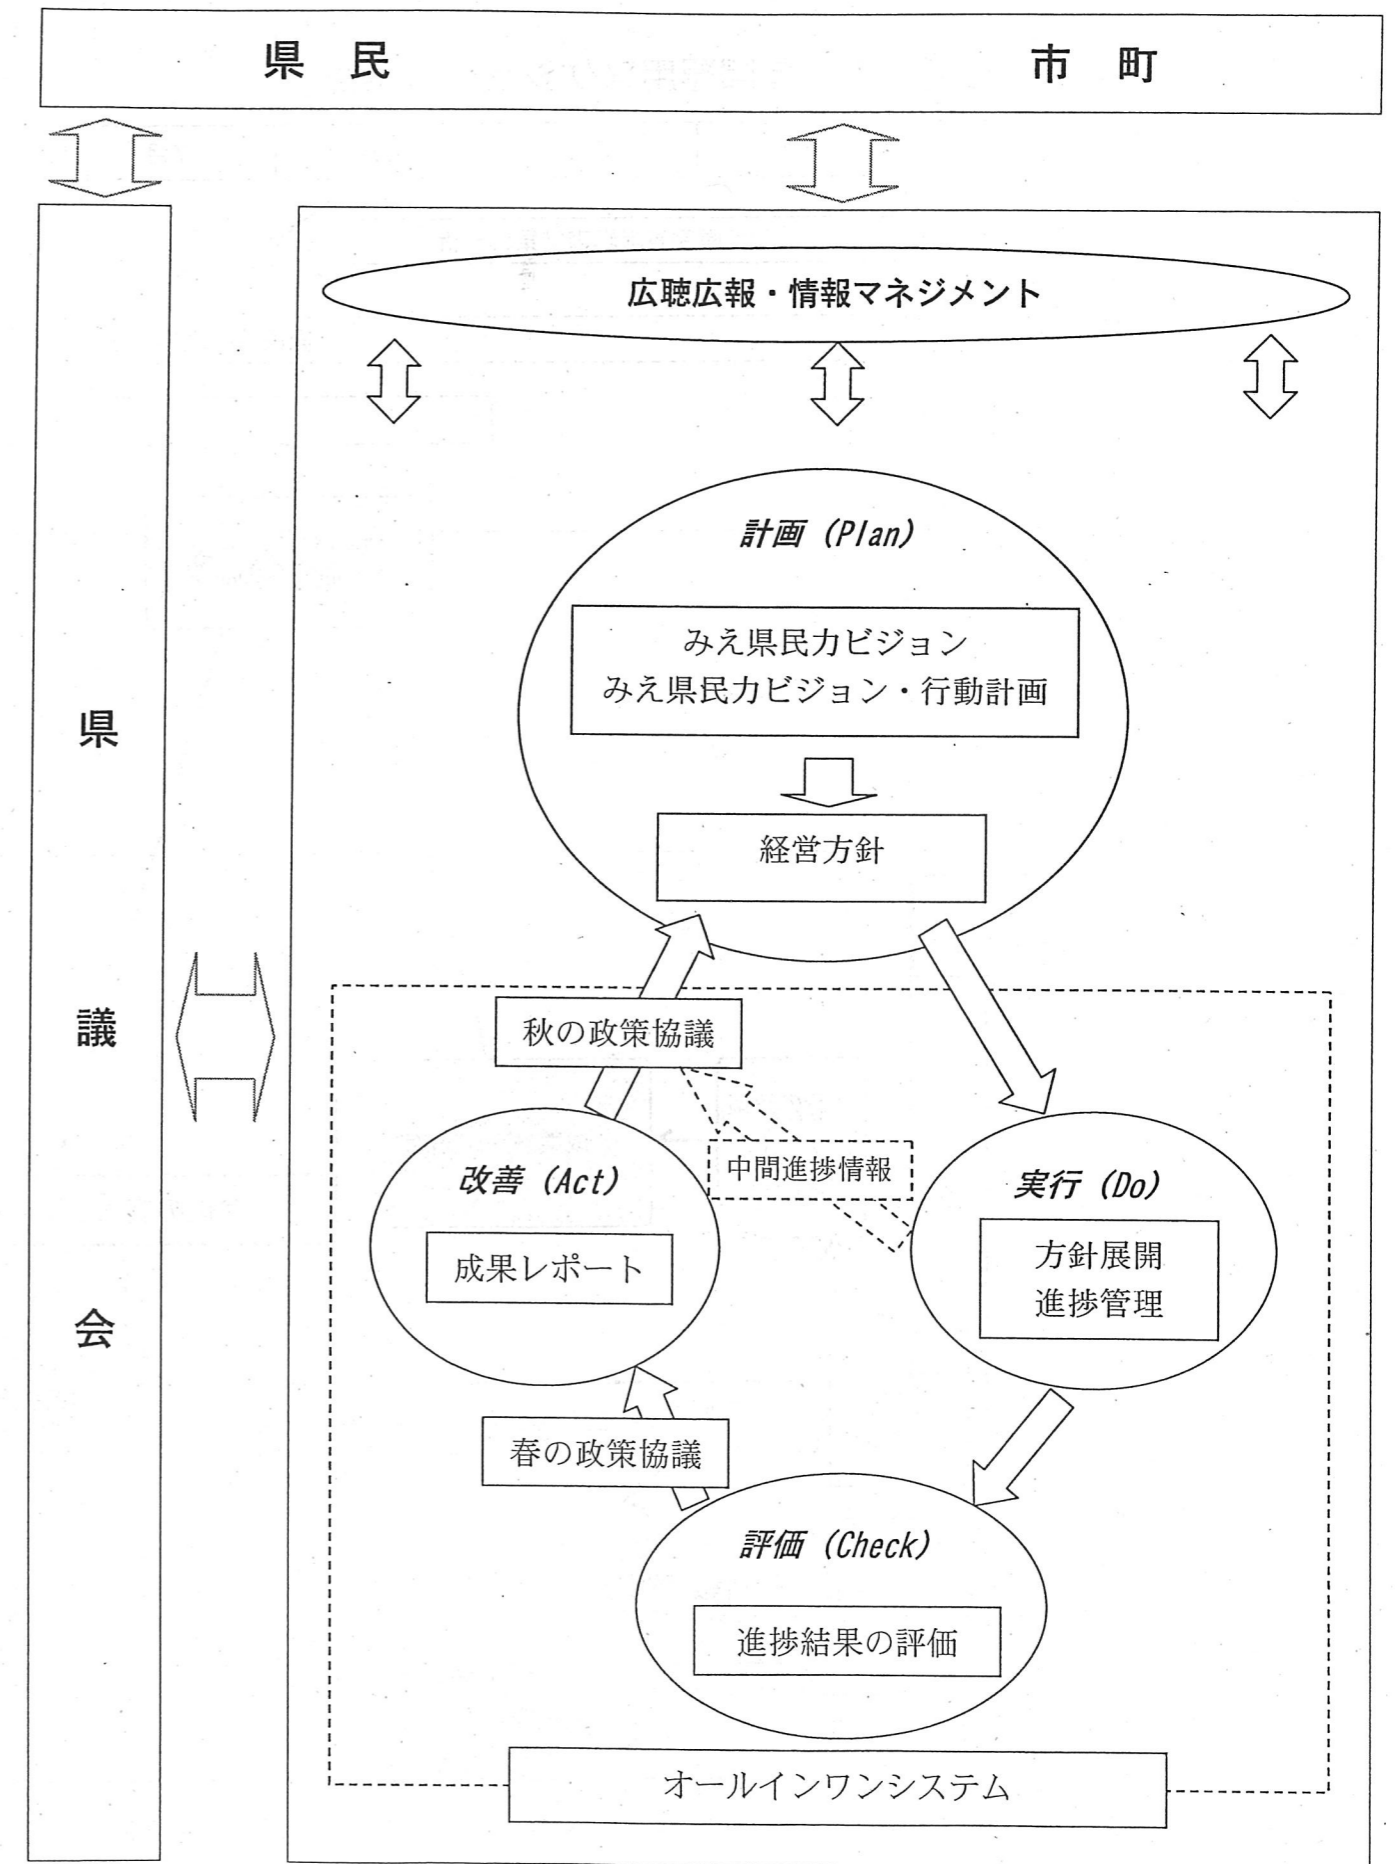 県民 市町
広聴広報・情報マネジメント
計画 (Plan)
みえ県民力ビジョン
みえ県民力ビジョン・行動計画
経営方針
県議会
秋の政策協議
中間進捗情報
改善 (Act)
成果レポート
実行 (Do)
方針展開
進捗管理
春の政策協議
評価 (Check)
進捗結果の評価
オールインワンシステム